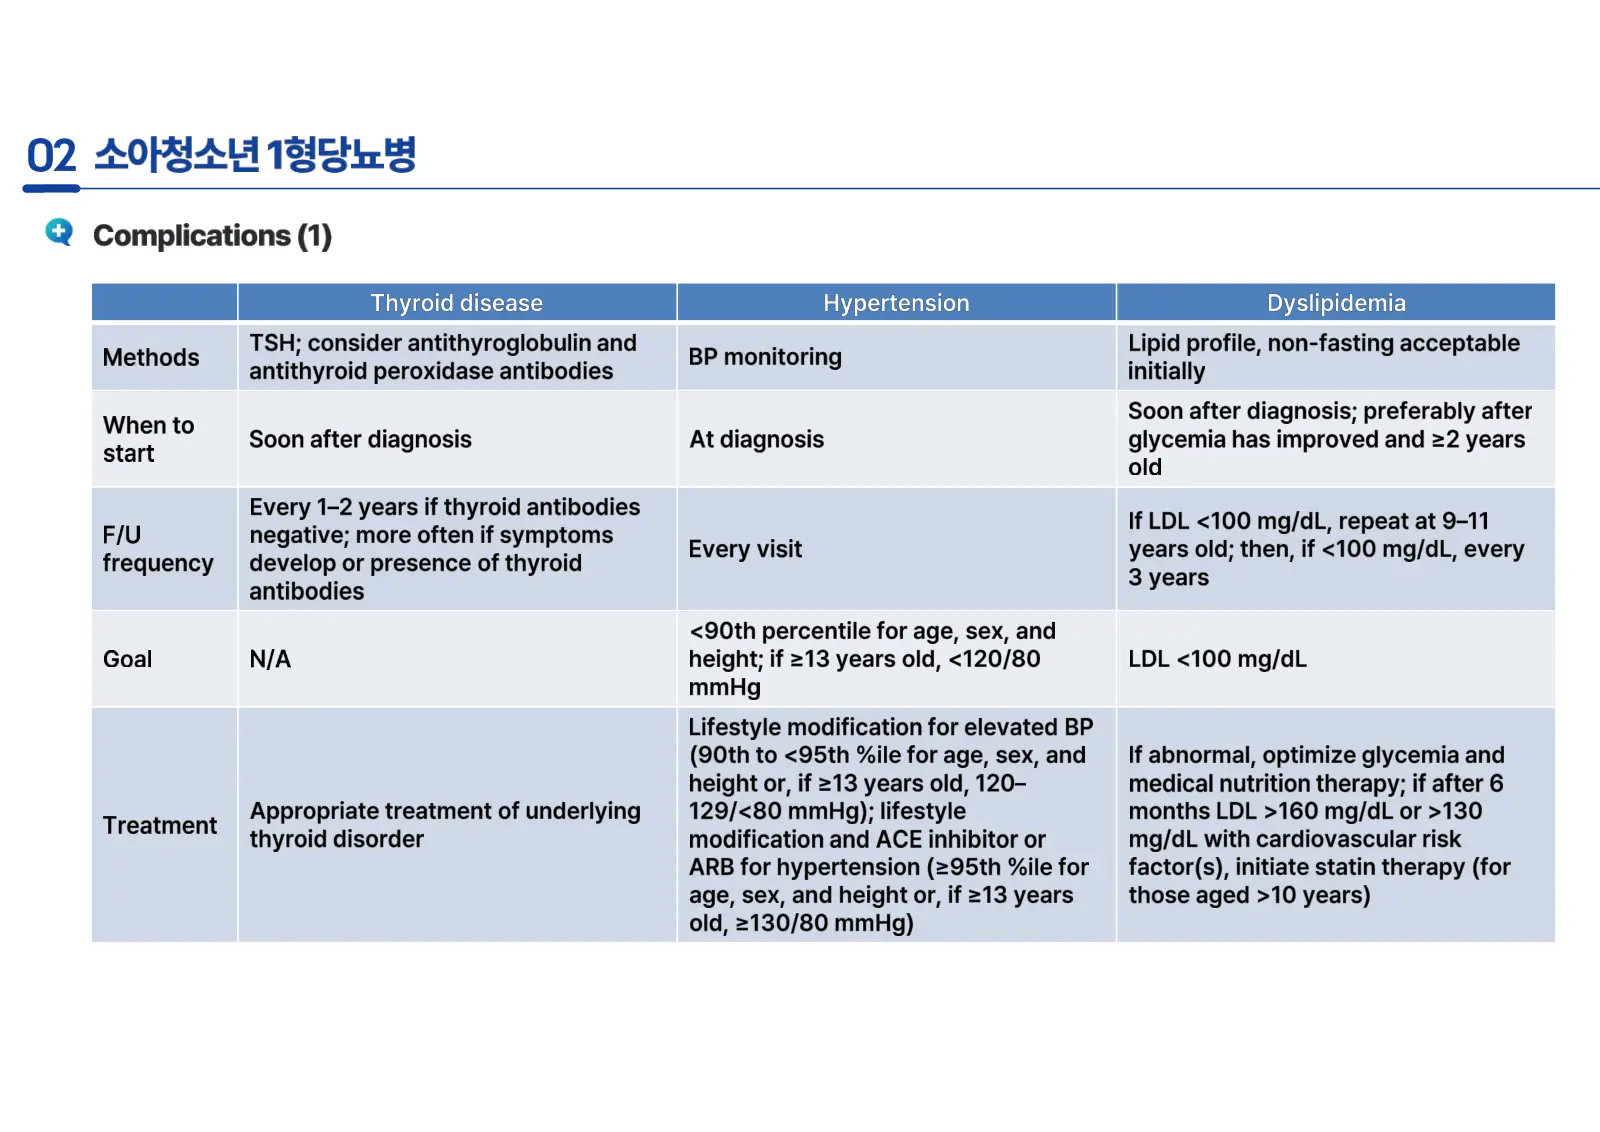 02 소아청소년 1형당뇨병
Complications (1)
Thyroid disease
Hypertension
Dyslipidemia
Methods
TSH; consider antithyroglobulin and
antithyroid peroxidase antibodies
BP monitoring
Lipid profile, non-fasting acceptable
initially
When to
start
Soon after diagnosis
At diagnosis
Soon after diagnosis; preferably after
glycemia has improved and ≥2 years
old
F/U
frequency
Every 1–2 years if thyroid antibodies
negative; more often if symptoms
develop or presence of thyroid
antibodies
Every visit
If LDL <100 mg/dL, repeat at 9–11
years old; then, if <100 mg/dL, every
3 years
Goal
N/A
<90th percentile for age, sex, and
height; if ≥13 years old, <120/80
mmHg
LDL <100 mg/dL
Treatment
Appropriate treatment of underlying
thyroid disorder
Lifestyle modification for elevated BP
(90th to <95th %ile for age, sex, and
height or, if ≥13 years old, 120–
129/<80 mmHg); lifestyle
modification and ACE inhibitor or
ARB for hypertension (≥95th %ile for
age, sex, and height or, if ≥13 years
old, ≥130/80 mmHg)
If abnormal, optimize glycemia and
medical nutrition therapy; if after 6
months LDL >160 mg/dL or >130
mg/dL with cardiovascular risk
factor(s), initiate statin therapy (for
those aged >10 years)